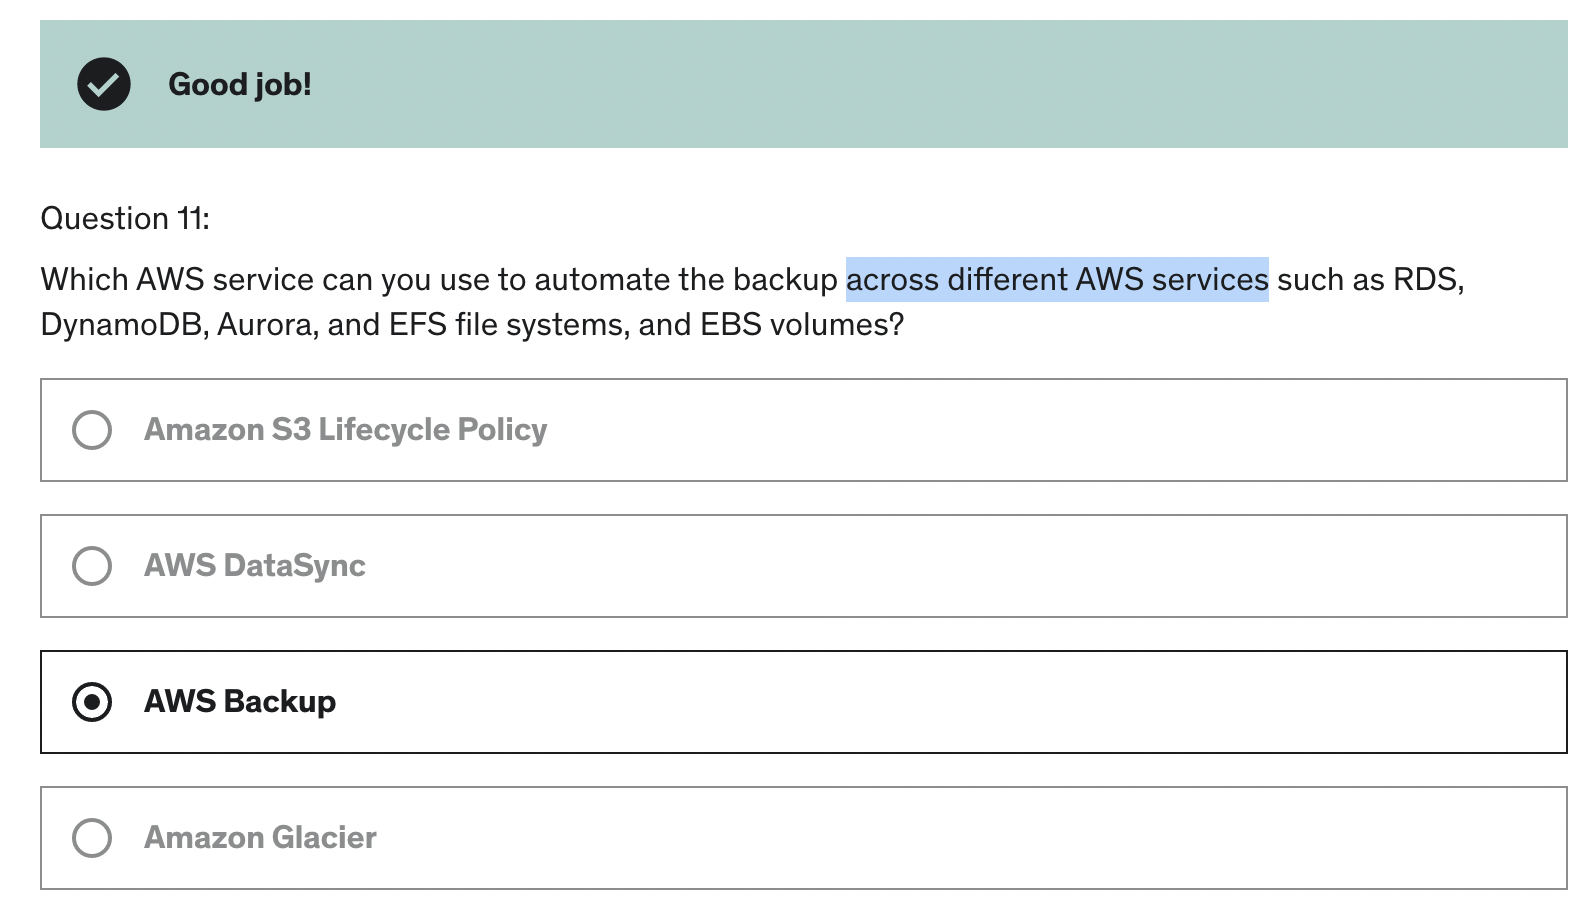 Good job!
Question 11:
Which AWS service can you use to automate the backup across different AWS services such as RDS,
DynamoDB, Aurora, and EFS file systems, and EBS volumes?
Amazon S3 Lifecycle Policy
AWS DataSync
AWS Backup
Amazon Glacier